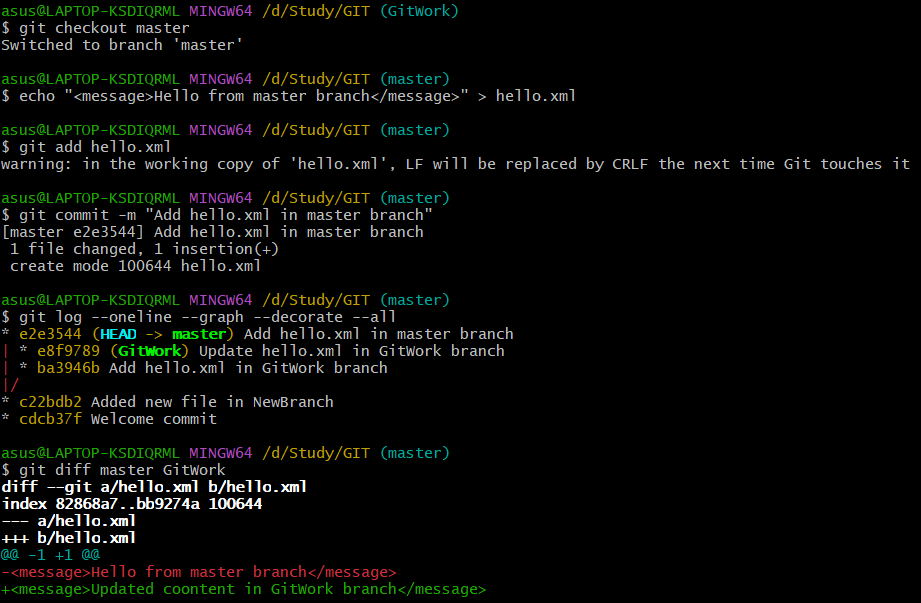 asus@LAPTOP-KSDIQRML MINGW64 /d/Study/GIT (GitWork)
$ git checkout master
Switched to branch 'master'
asus@LAPTOP-KSDIQRML MINGW64 /d/Study/GIT (master)
$ echo "<message>Hello from master branch</message>" > hello.xml
asus@LAPTOP-KSDIQRML MINGW64 /d/Study/GIT (master)
$ git add hello.xml
warning: in the working copy of 'hello.xml', LF will be replaced by CRLF the next time Git touches it
asus@LAPTOP-KSDIQRML MINGW64 /d/Study/GIT (master)
$ git commit -m "Add hello.xml in master branch"
[master e2e3544] Add hello.xml in master branch
 1 file changed, 1 insertion(+)
 create mode 100644 hello.xml
asus@LAPTOP-KSDIQRML MINGW64 /d/Study/GIT (master)
$ git log --oneline --graph --decorate --all
* e2e3544 (HEAD -> master) Add hello.xml in master branch
| * e8f9789 (GitWork) Update hello.xml in GitWork branch
| * ba3946b Add hello.xml in GitWork branch
|/
* c22bdb2 Added new file in NewBranch
* cdcb37f Welcome commit
asus@LAPTOP-KSDIQRML MINGW64 /d/Study/GIT (master)
$ git diff master GitWork
diff --git a/hello.xml b/hello.xml
index 82868a7..bb9274a 100644
--- a/hello.xml
+++ b/hello.xml
@@ -1 +1 @@
-<message>Hello from master branch</message>
+<message>Updated coontent in GitWork branch</message>